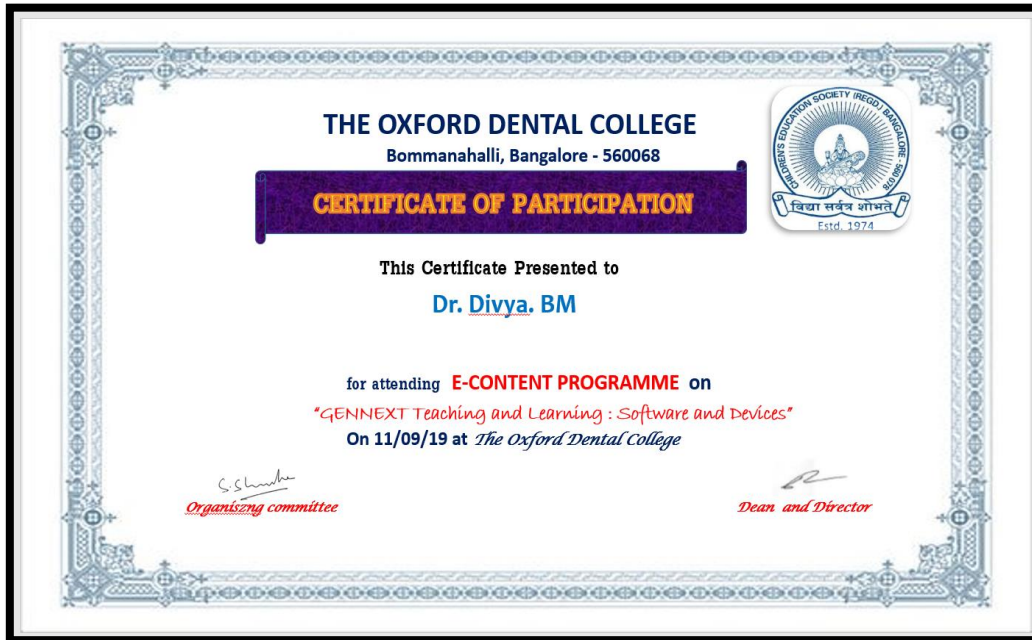 THE OXFORD DENTAL COLLEGE
Bommanahalli, Bangalore - 560068
CHILDREN'S EDUCATION SOCIETY (REGD.) BANGALORE - 560 078
विद्या सर्वत्र शोभते
Estd. 1974
CERTIFICATE OF PARTICIPATION
This Certificate Presented to
Dr. Divya. BM
for attending E-CONTENT PROGRAMME on
"GENNEXT Teaching and Learning : Software and Devices"
On 11/09/19 at The Oxford Dental College
Organiszng committee
Dean and Director